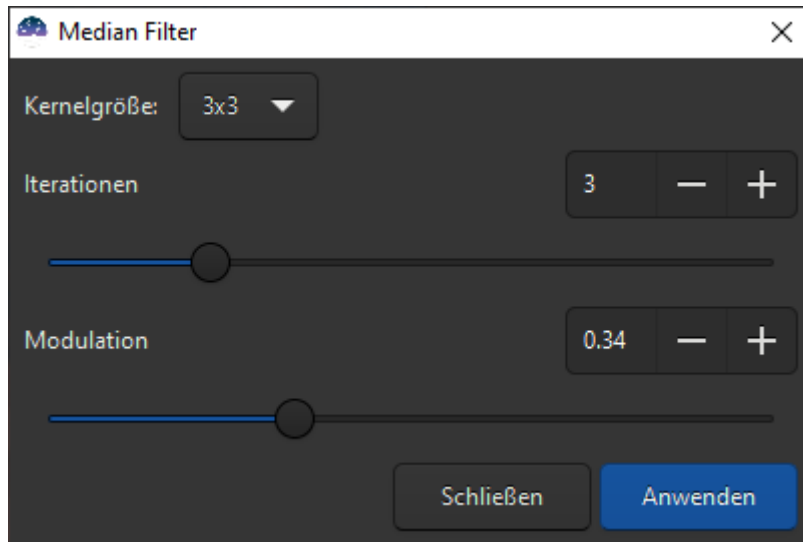 Median Filter
Kernelgröße: 3x3
Iterationen 3
Modulation 0.34
Schließen Anwenden